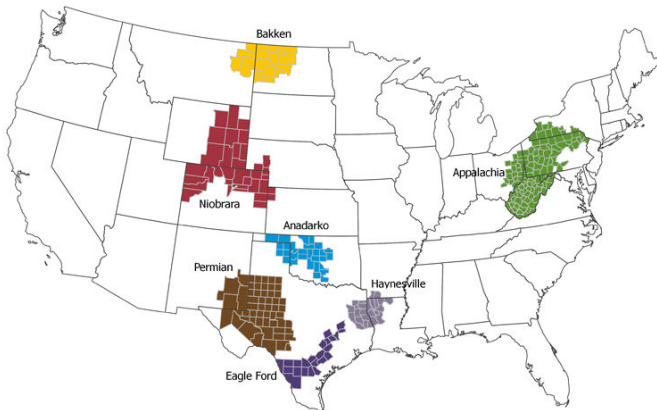 Bakken
Appalachia
Niobrara
Anadarko
Permian
Haynesville
Eagle Ford